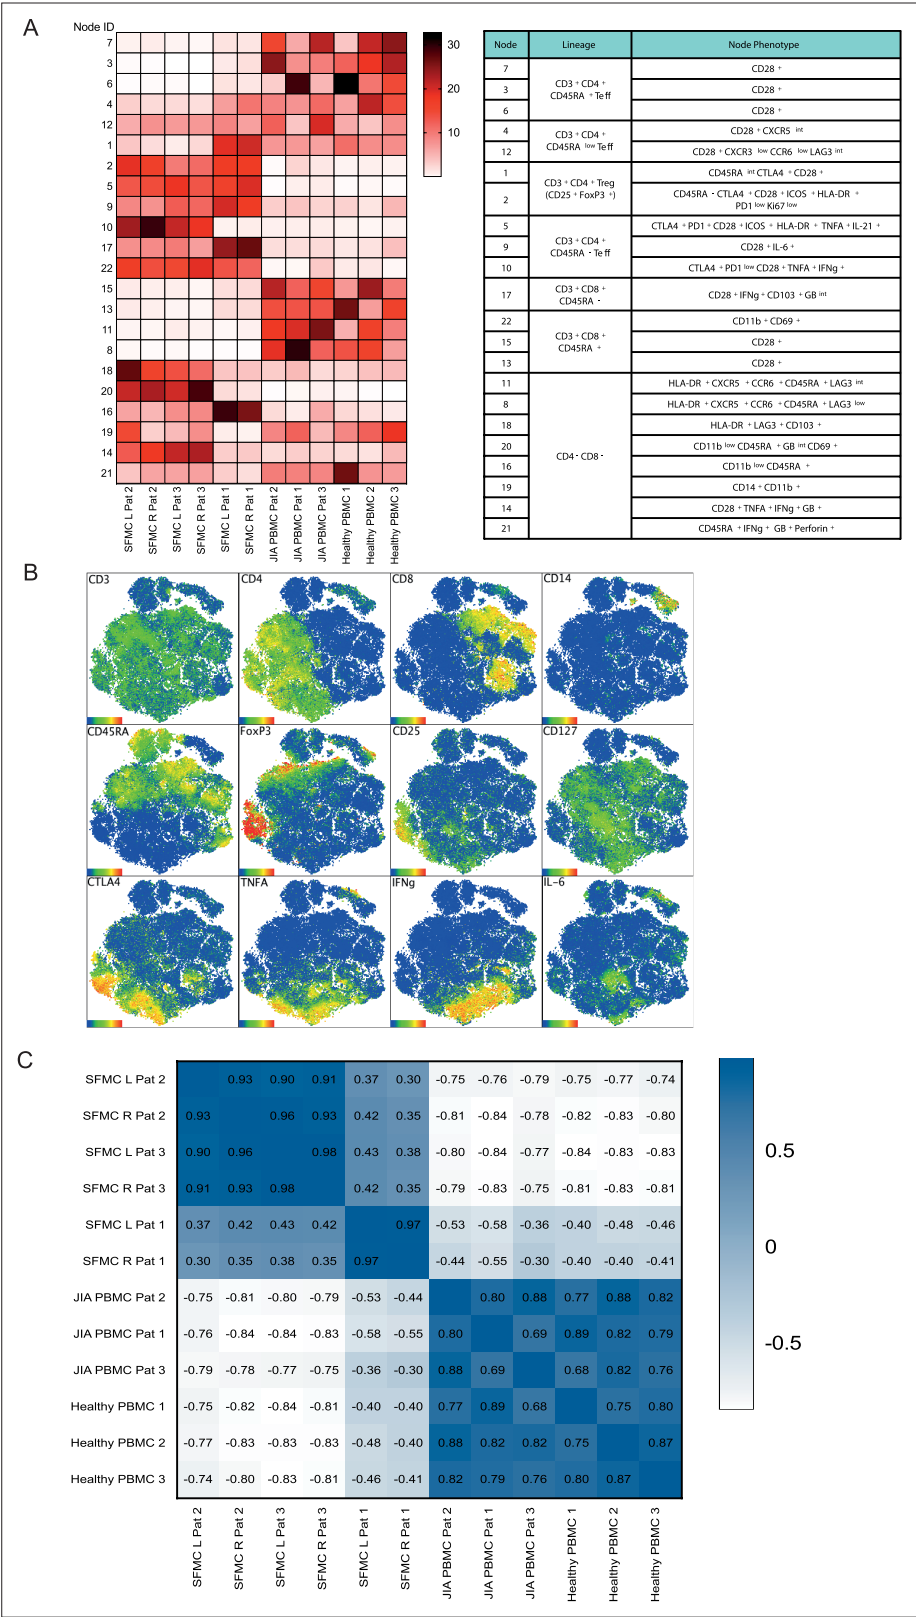 A
Node ID
7
3
6
4
12
1
2
5
9
10
17
22
15
13
11
8
18
20
16
19
14
21
30
20
10
SFMC L Pat 2
SFMC R Pat 2
SFMC L Pat 3
SFMC R Pat 3
SFMC L Pat 1
SFMC R Pat 1
JIA PBMC Pat 2
JIA PBMC Pat 1
JIA PBMC Pat 3
Healthy PBMC 1
Healthy PBMC 2
Healthy PBMC 3
Node Lineage Node Phenotype
CD3 + CD4 +
CD45RA + Teff
7 CD28 +
3 CD28 +
6 CD28 +
CD3 + CD4 +
CD45RA low Teff
4 CD28 + CXCR5 int
12 CD28 + CXCR3 low CCR6 low LAG3 int
CD3 + CD4 + Treg
(CD25 + FoxP3 +)
1 CD45RA int CTLA4 + CD28 +
2 CD45RA - CTLA4 + CD28 + ICOS + HLA-DR +
PD1 low Ki67 low
CD3 + CD4 +
CD45RA - Teff
5 CTLA4 + PD1 + CD28 + ICOS + HLA-DR + TNFA + IL-21 +
9 CD28 + IL-6 +
10 CTLA4 + PD1 low CD28 + TNFA + IFNg +
CD3 + CD8 +
CD45RA -
17 CD28 + IFNg + CD103 + GB int
CD3 + CD8 +
CD45RA +
22 CD11b + CD69 +
15 CD28 +
13 CD28 +
CD4 - CD8 -
11 HLA-DR + CXCR5 + CCR6 + CD45RA + LAG3 int
8 HLA-DR + CXCR5 + CCR6 + CD45RA + LAG3 low
18 HLA-DR + LAG3 + CD103 +
20 CD11b low CD45RA + GB int CD69 +
16 CD11b low CD45RA +
19 CD14 + CD11b +
14 CD28 + TNFA + IFNg + GB +
21 CD45RA + IFNg + GB + Perforin +
B
CD3 CD4 CD8 CD14
CD45RA FoxP3 CD25 CD127
CTLA4 TNFA IFNg IL-6
C
SFMC L Pat 2 0.93 0.90 0.91 0.37 0.30 -0.75 -0.76 -0.79 -0.75 -0.77 -0.74
SFMC R Pat 2 0.93 0.96 0.93 0.42 0.35 -0.81 -0.84 -0.78 -0.82 -0.83 -0.80
SFMC L Pat 3 0.90 0.96 0.98 0.43 0.38 -0.80 -0.84 -0.77 -0.84 -0.83 -0.83
SFMC R Pat 3 0.91 0.93 0.98 0.42 0.35 -0.79 -0.83 -0.75 -0.81 -0.83 -0.81
SFMC L Pat 1 0.37 0.42 0.43 0.42 0.97 -0.53 -0.58 -0.36 -0.40 -0.48 -0.46
SFMC R Pat 1 0.30 0.35 0.38 0.35 0.97 -0.44 -0.55 -0.30 -0.40 -0.40 -0.41
JIA PBMC Pat 2 -0.75 -0.81 -0.80 -0.79 -0.53 -0.44 0.80 0.88 0.77 0.88 0.82
JIA PBMC Pat 1 -0.76 -0.84 -0.84 -0.83 -0.58 -0.55 0.80 0.69 0.89 0.82 0.79
JIA PBMC Pat 3 -0.79 -0.78 -0.77 -0.75 -0.36 -0.30 0.88 0.69 0.68 0.82 0.76
Healthy PBMC 1 -0.75 -0.82 -0.84 -0.81 -0.40 -0.40 0.77 0.89 0.68 0.75 0.80
Healthy PBMC 2 -0.77 -0.83 -0.83 -0.83 -0.48 -0.40 0.88 0.82 0.82 0.75 0.87
Healthy PBMC 3 -0.74 -0.80 -0.83 -0.81 -0.46 -0.41 0.82 0.79 0.76 0.80 0.87
0.5
0
-0.5
SFMC L Pat 2
SFMC R Pat 2
SFMC L Pat 3
SFMC R Pat 3
SFMC L Pat 1
SFMC R Pat 1
JIA PBMC Pat 2
JIA PBMC Pat 1
JIA PBMC Pat 3
Healthy PBMC 1
Healthy PBMC 2
Healthy PBMC 3